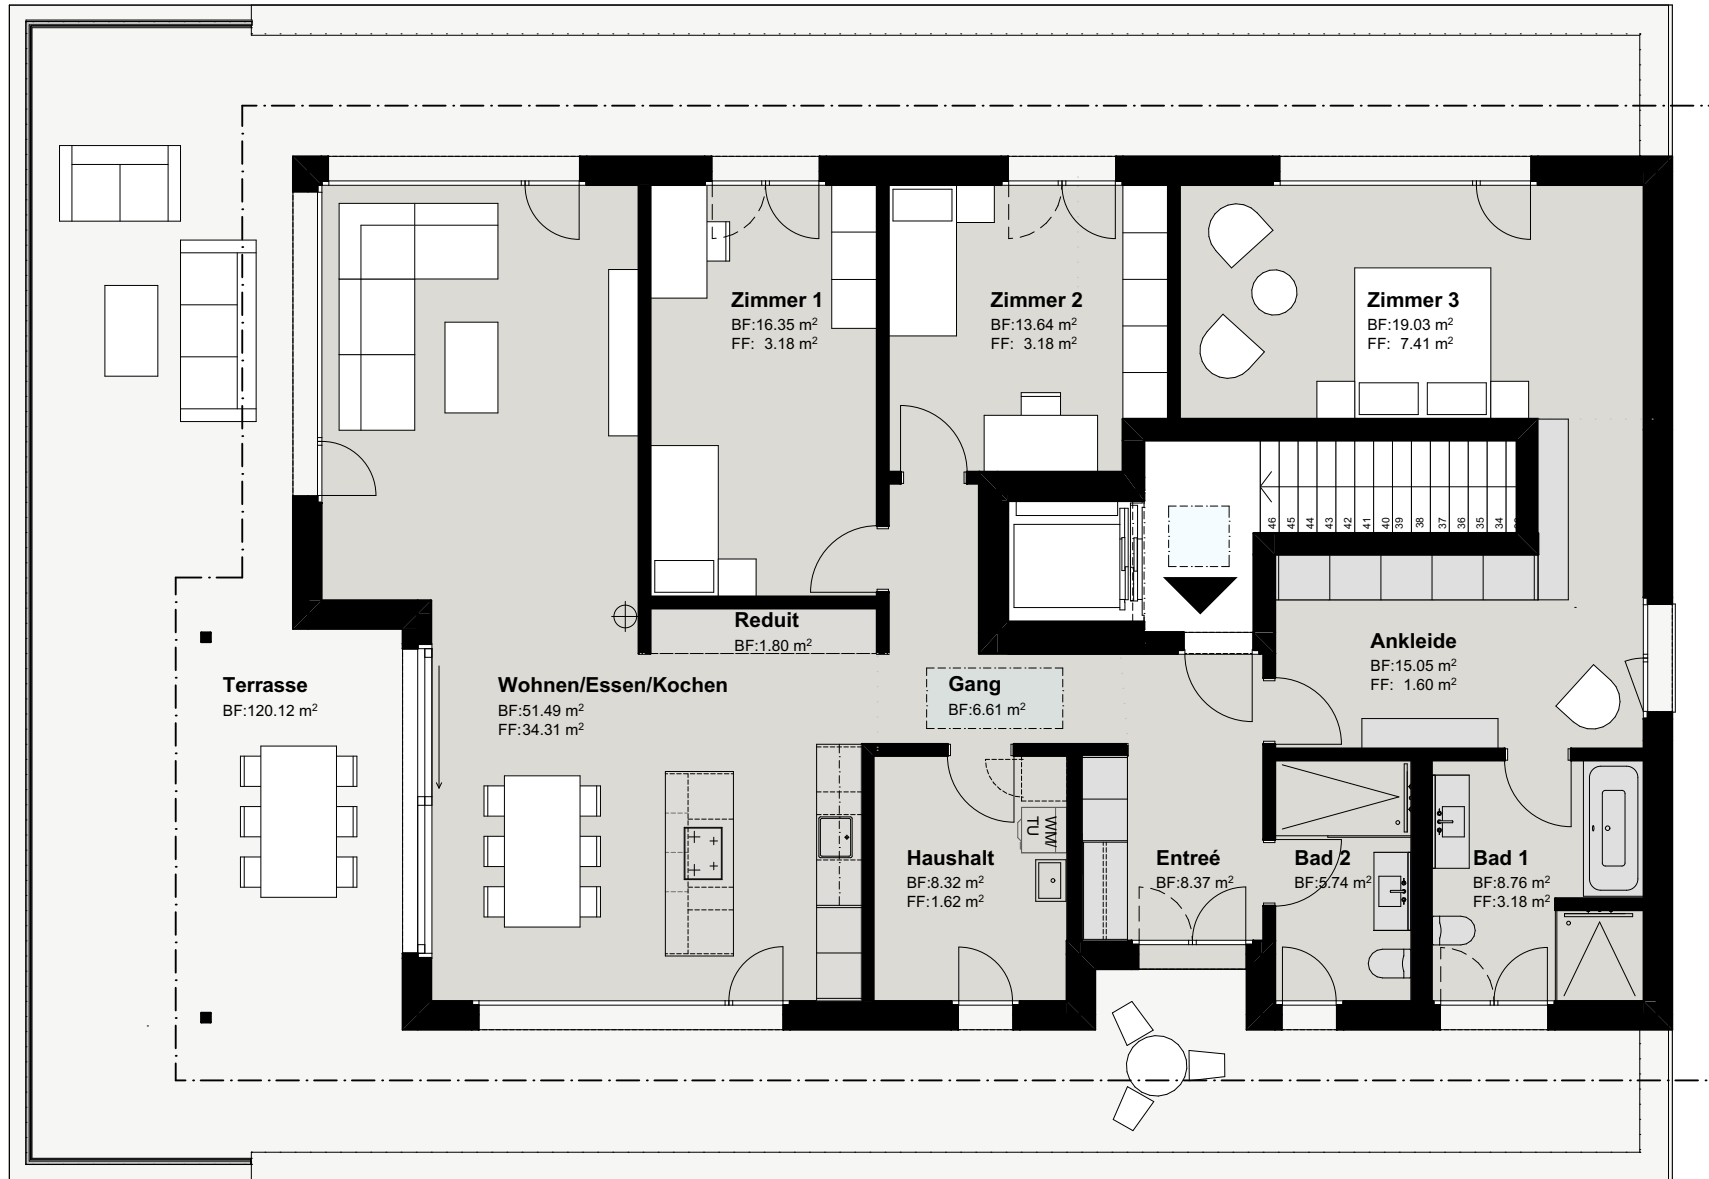 Zimmer 1
BF:16.35 m²
FF: 3.18 m²
Zimmer 2
BF:13.64 m²
FF: 3.18 m²
Zimmer 3
BF:19.03 m²
FF: 7.41 m²
46 45 44 43 42 41 40 39 38 37 36 35 34
Reduit
BF:1.80 m²
Ankleide
BF:15.05 m²
FF: 1.60 m²
Terrasse
BF:120.12 m²
Wohnen/Essen/Kochen
BF:51.49 m²
FF:34.31 m²
Gang
BF:6.61 m²
WM
TU
Haushalt
BF:8.32 m²
FF:1.62 m²
Entreé
BF:8.37 m²
Bad 2
BF:5.74 m²
Bad 1
BF:8.76 m²
FF:3.18 m²